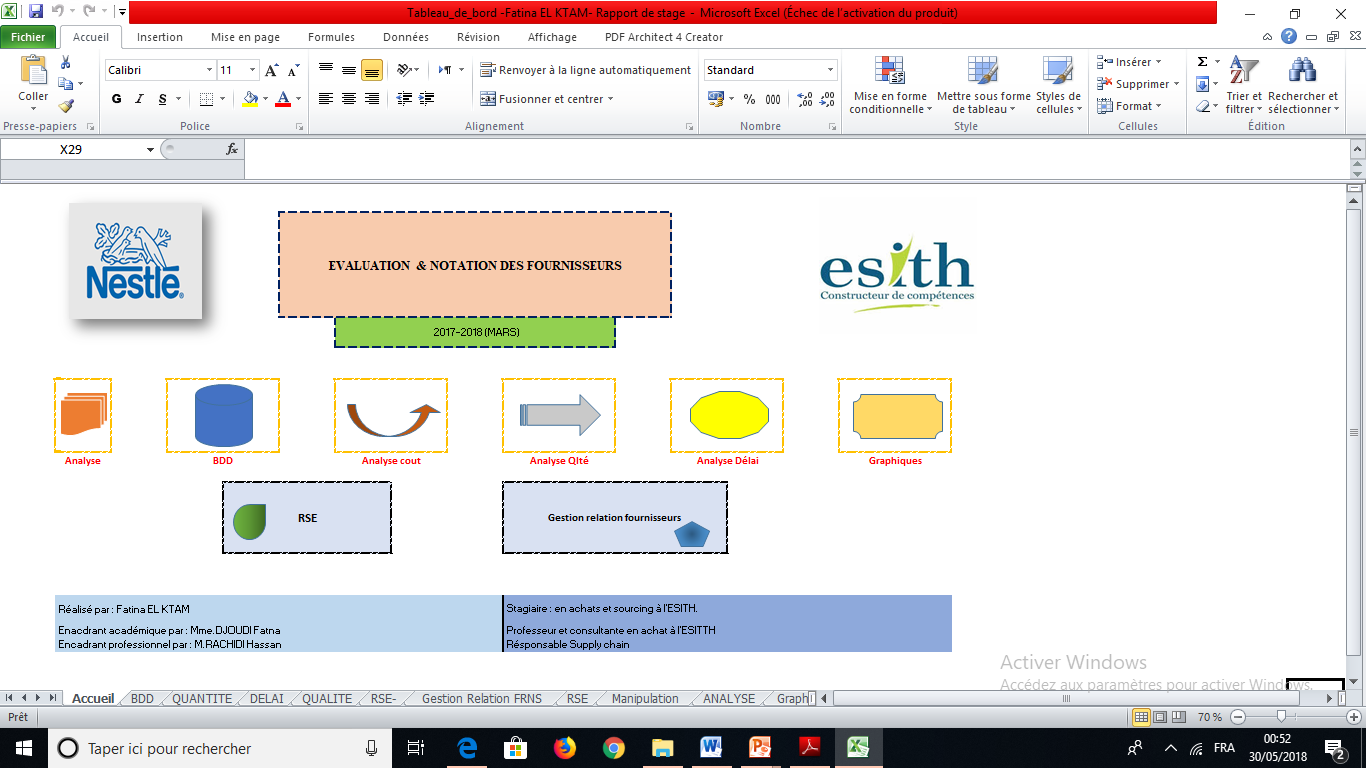 Tableau_de_bord -Fatina EL KTAM- Rapport de stage - Microsoft Excel (Échec de l'activation du produit)
Fichier Accueil Insertion Mise en page Formules Données Révision Affichage PDF Architect 4 Creator
Coller
Presse-papiers
Calibri 11
G I S
Police
Renvoyer à la ligne automatiquement
Fusionner et centrer
Alignement
Standard
% 000
Nombre
Mise en forme conditionnelle
Mettre sous forme de tableau
Styles de cellules
Style
Insérer
Supprimer
Format
Cellules
Trier et filtrer
Rechercher et sélectionner
Édition
X29 fx
Nestlé
EVALUATION & NOTATION DES FOURNISSEURS
2017-2018 (MARS)
esith
Constructeur de compétences
Analyse BDD Analyse cout Analyse Qlté Analyse Délai Graphiques
RSE Gestion relation fournisseurs
Réalisé par : Fatina EL KTAM
Stagiaire : en achats et sourcing à l'ESITH.
Enacdrant académique par : Mme.DJOUDI Fatna
Professeur et consultante en achat à l'ESITTH
Encadrant professionnel par : M.RACHIDI Hassan
Résponsable Supply chain
Activer Windows
Accédez aux paramètres pour activer Windows.
Accueil BDD QUANTITE DELAI QUALITE RSE- Gestion Relation FRNS RSE Manipulation ANALYSE Graph
Prêt 70 %
Taper ici pour rechercher
FRA
00:52
30/05/2018
2